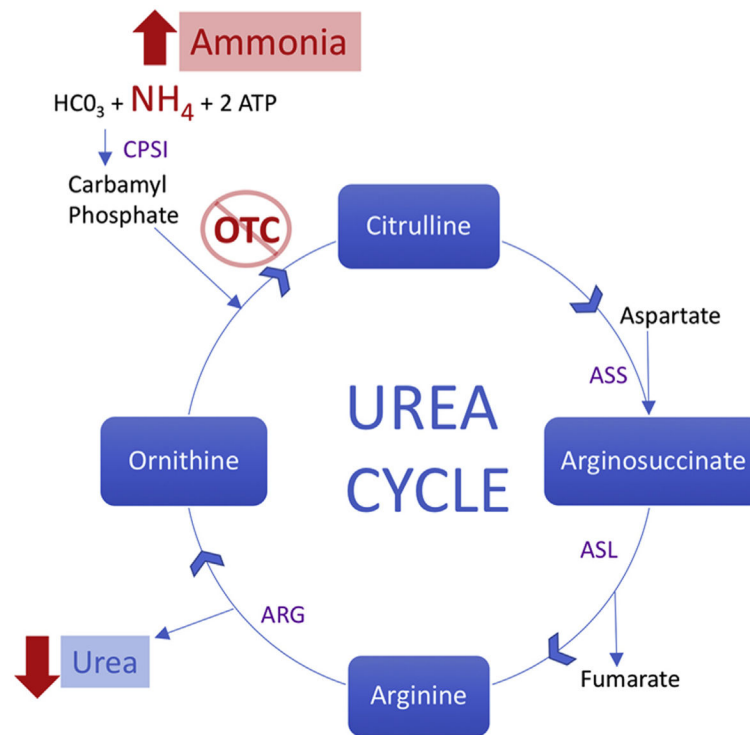 Ammonia
HC0₃ + NH₄ + 2 ATP
CPSI
Carbamyl
Phosphate
OTC
Citrulline
Aspartate
ASS
UREA
CYCLE
Ornithine
Arginosuccinate
ASL
ARG
Urea
Arginine
Fumarate